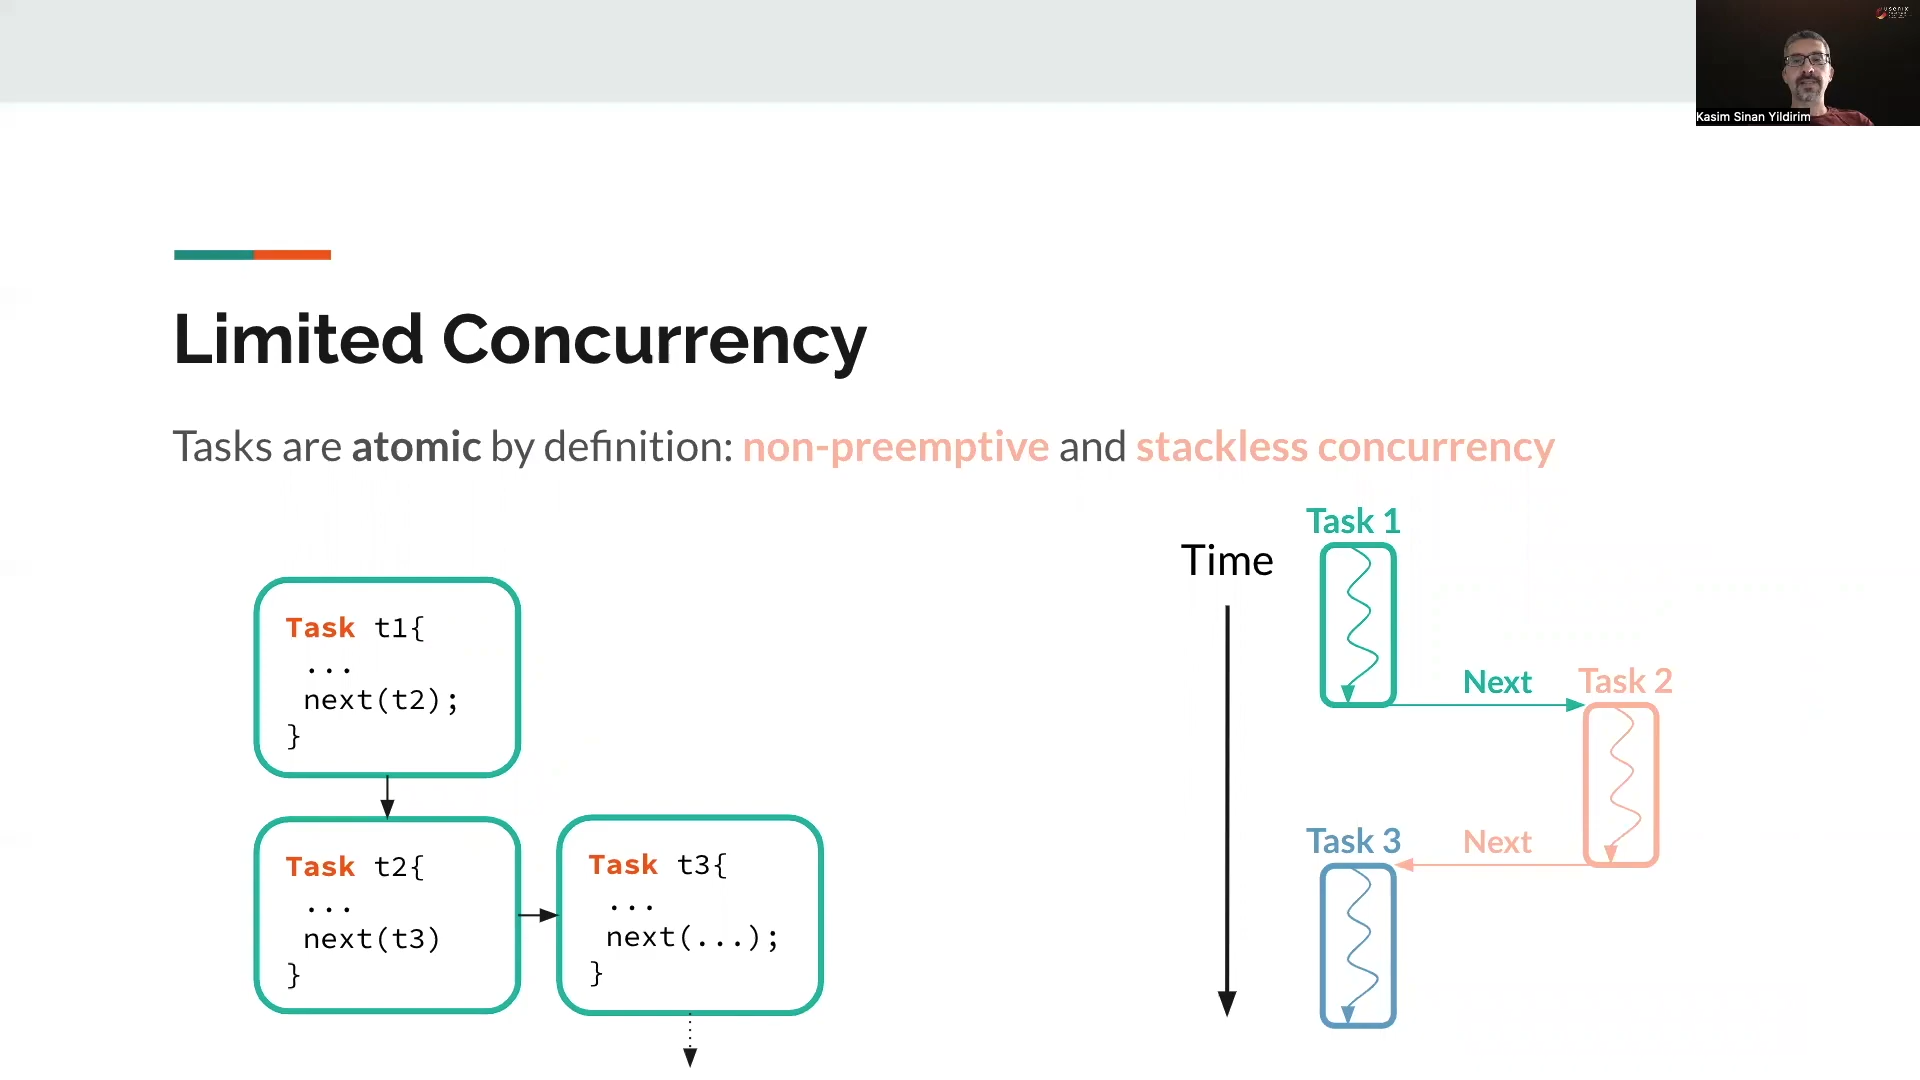 usenix
Kasim Sinan Yildirim
Limited Concurrency
Tasks are atomic by definition: non-preemptive and stackless concurrency
Task t1{
...
next(t2);
}
Task t2{
...
next(t3)
}
Task t3{
...
next(...);
}
Time
Task 1
Next
Task 2
Next
Task 3